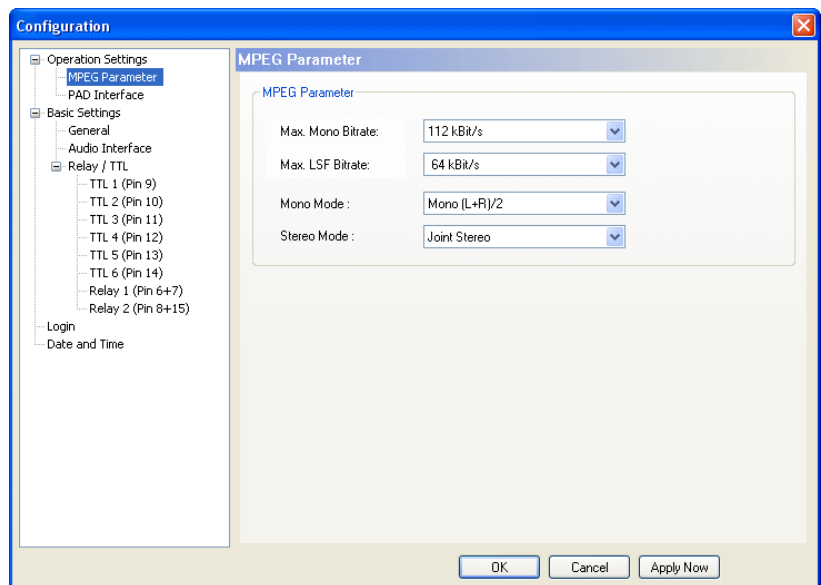 Configuration
Operation Settings
MPEG Parameter
PAD Interface
Basic Settings
General
Audio Interface
Relay / TTL
TTL 1 (Pin 9)
TTL 2 (Pin 10)
TTL 3 (Pin 11)
TTL 4 (Pin 12)
TTL 5 (Pin 13)
TTL 6 (Pin 14)
Relay 1 (Pin 6+7)
Relay 2 (Pin 8+15)
Login
Date and Time
MPEG Parameter
MPEG Parameter
Max. Mono Bitrate: 112 kBit/s
Max. LSF Bitrate: 64 kBit/s
Mono Mode : Mono (L+R)/2
Stereo Mode : Joint Stereo
OK Cancel Apply Now